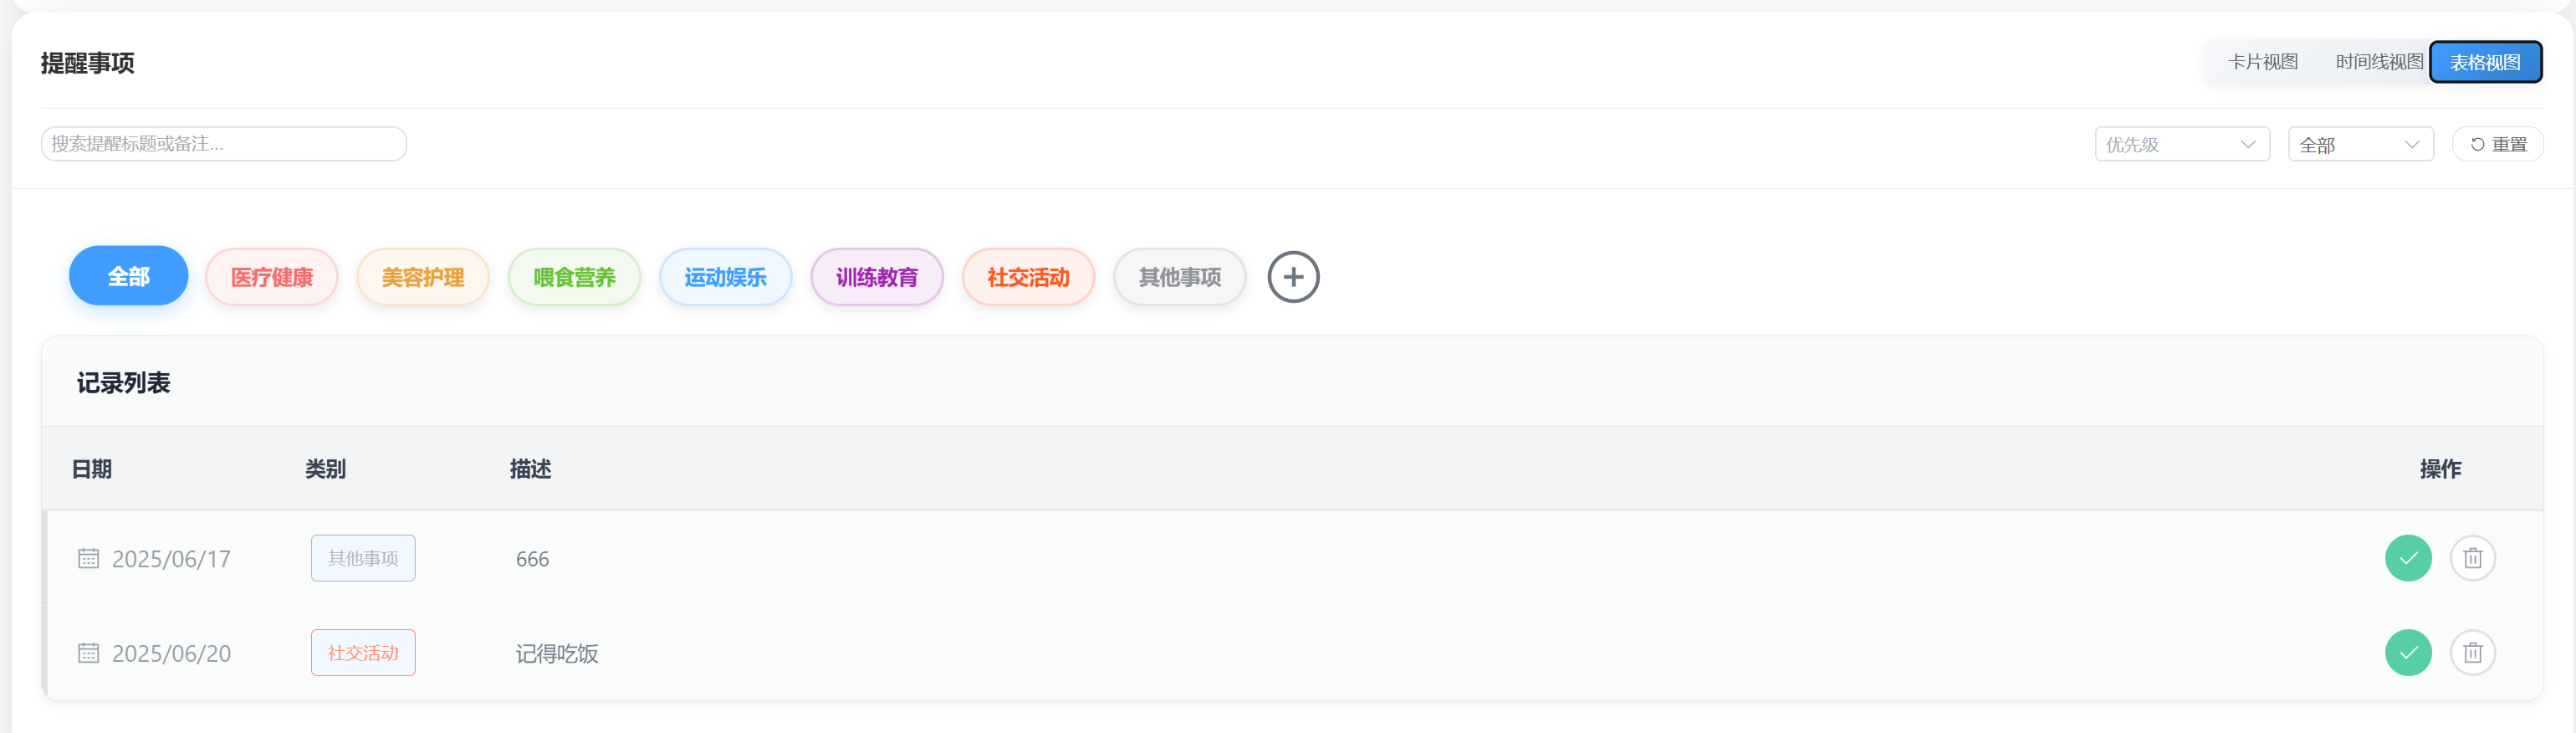 提醒事项 卡片视图 时间线视图 表格视图
搜索提醒标题或备注... 优先级 全部 重置
全部 医疗健康 美容护理 喂食营养 运动娱乐 训练教育 社交活动 其他事项
记录列表
日期 类别 描述 操作
2025/06/17 其他事项 666
2025/06/20 社交活动 记得吃饭